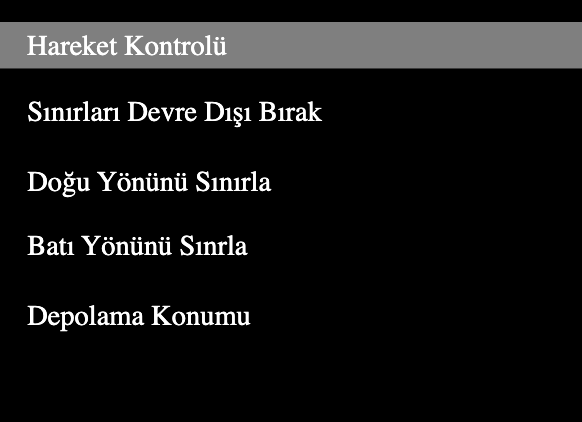 Hareket Kontrolü
Sınırları Devre Dışı Bırak
Doğu Yönünü Sınırla
Batı Yönünü Sınrla
Depolama Konumu